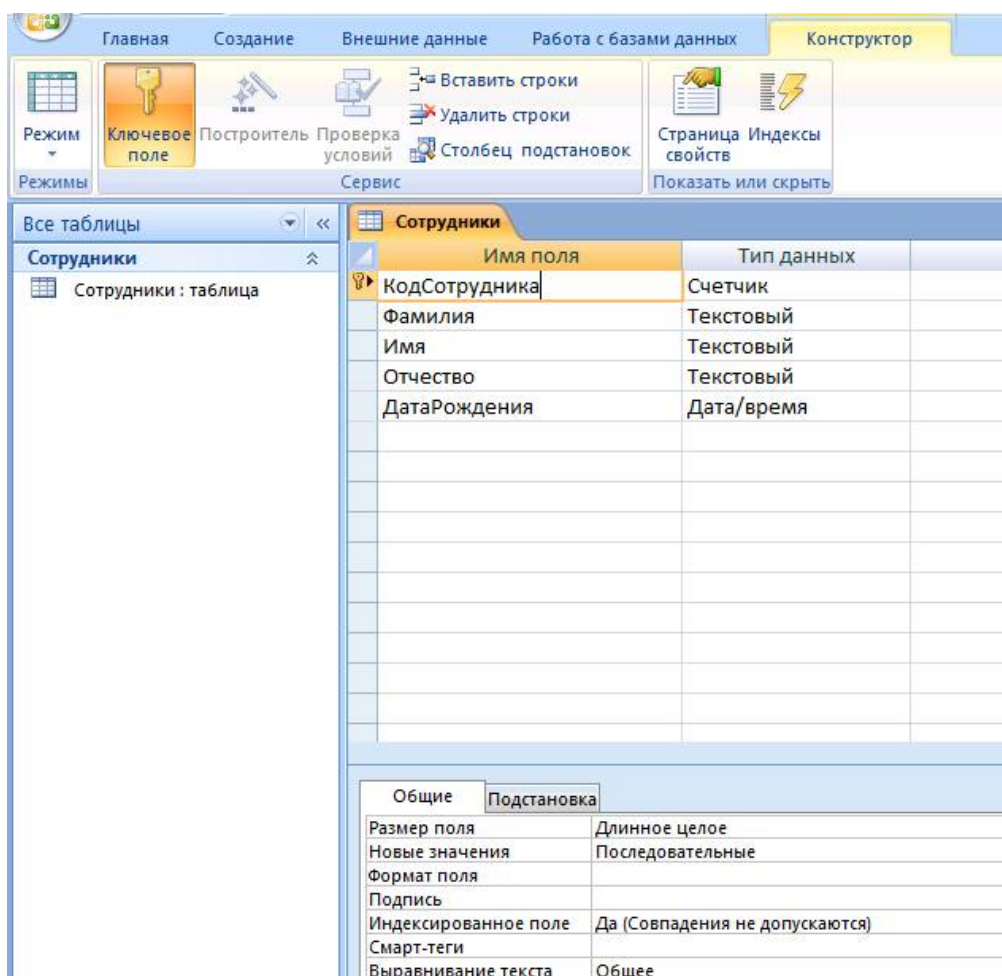 Главная Создание Внешние данные Работа с базами данных Конструктор
Режим
Ключевое поле
Построитель
Проверка условий
Вставить строки
Удалить строки
Столбец подстановок
Страница свойств
Индексы
Режимы Сервис Показать или скрыть
Все таблицы
Сотрудники
Сотрудники : таблица
Сотрудники
Имя поля Тип данных
КодСотрудника Счетчик
Фамилия Текстовый
Имя Текстовый
Отчество Текстовый
ДатаРождения Дата/время
Общие Подстановка
Размер поля Длинное целое
Новые значения Последовательные
Формат поля
Подпись
Индексированное поле Да (Совпадения не допускаются)
Смарт-теги
Выравнивание текста Общее